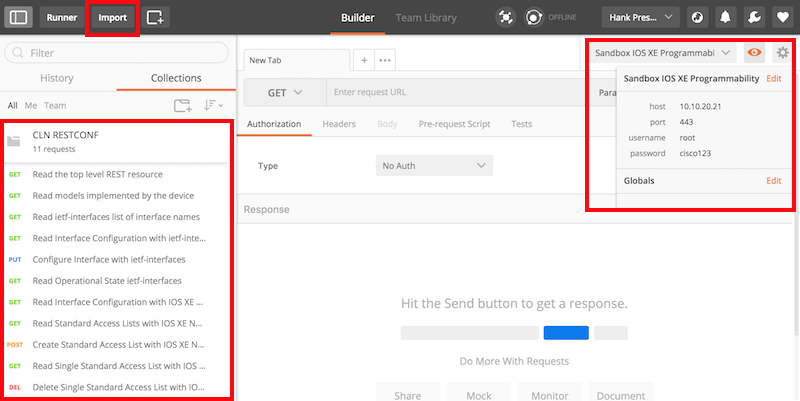 Runner
Import
Builder
Team Library
OFFLINE
Hank Pres...
Filter
History
Collections
All Me Team
CLN RESTCONF
11 requests
GET Read the top level REST resource
GET Read models implemented by the device
GET Read ietf-interfaces list of interface names
GET Read Interface Configuration with ietf-inte...
PUT Configure Interface with ietf-interfaces
GET Read Operational State ietf-interfaces
GET Read Interface Configuration with IOS XE ...
GET Read Standard Access Lists with IOS XE N...
POST Create Standard Access List with IOS XE N...
GET Read Single Standard Access List with IOS ...
DEL Delete Single Standard Access List with IO...
New Tab
GET
Enter request URL
Para
Authorization
Headers
Body
Pre-request Script
Tests
Type
No Auth
Response
Hit the Send button to get a response.
Do More With Requests
Share
Mock
Monitor
Document
Sandbox IOS XE Programmabi
Sandbox IOS XE Programmability Edit
host 10.10.20.21
port 443
username root
password cisco123
Globals Edit